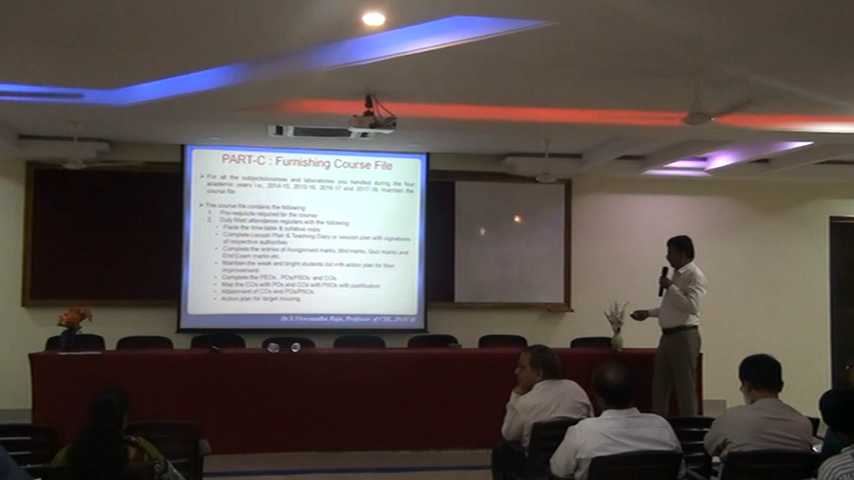 PART-C : Furnishing Course File
For all the subjects/courses and laboratories you handled during the four
academic years i.e., 2014-15, 2015-16, 2016-17 and 2017-18, maintain the
course file.
The course file contains the following
1. Pre-requisite required for the course
2. Duly filled attendance registers with the following
Paste the time table & syllabus copy
Complete Lesson Plan & Teaching Diary or session plan with signatures
of respective authorities
Complete the entries of Assignment marks, Mid marks, Quiz marks and
End Exam marks etc.
Maintain the weak and bright students list with action plan for their
improvement.
Complete the PEOs , POs/PSOs and COs.
Map the COs with POs and COs with PSOs with justification.
Attainment of COs and POs/PSOs.
Action plan for target missing.
Dr.S.Viswanadha Raju, Professor of CSE,